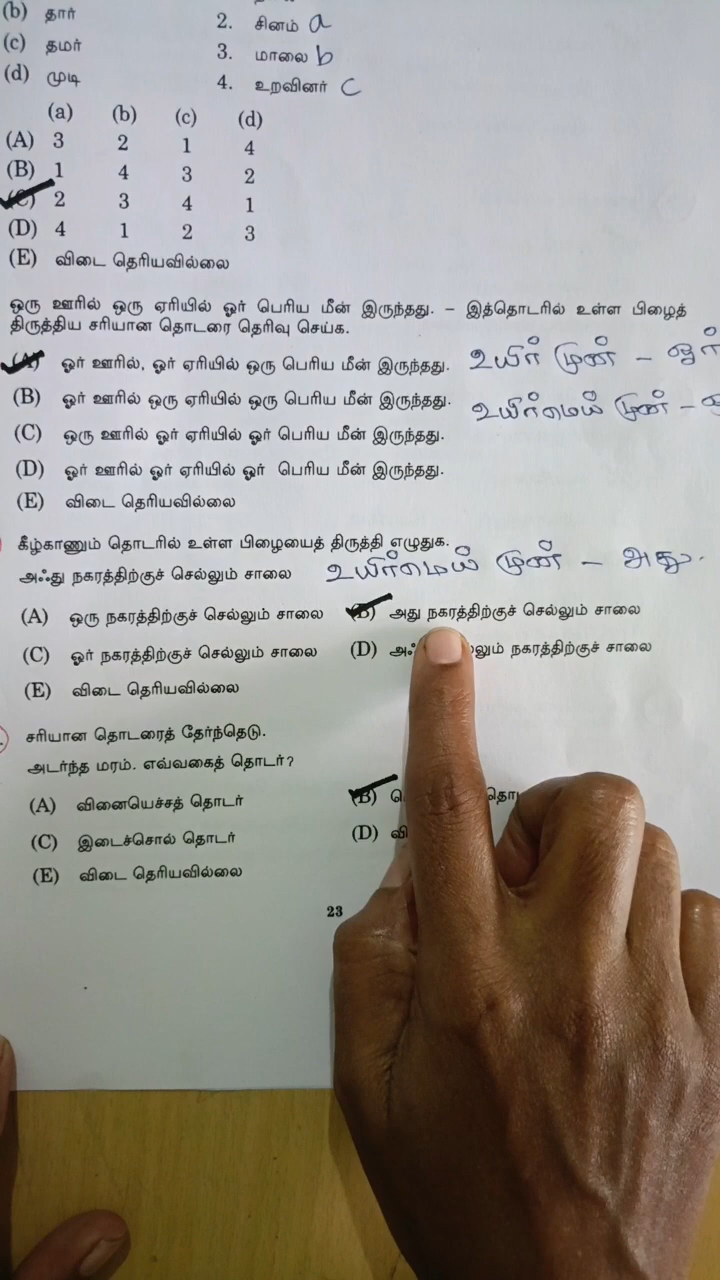 (b) தார் 2. சினம் a
(c) தமர் 3. மாலை b
(d) முடி 4. உறவினர் c
(a) (b) (c) (d)
(A) 3 2 1 4
(B) 1 4 3 2
(C) 2 3 4 1
(D) 4 1 2 3
(E) விடை தெரியவில்லை
ஒரு ஊரில் ஒரு ஏரியில் ஓர் பெரிய மீன் இருந்தது. – இத்தொடரில் உள்ள பிழைத்
திருத்திய சரியான தொடரை தெரிவு செய்க.
(A) ஓர் ஊரில், ஓர் ஏரியில் ஒரு பெரிய மீன் இருந்தது. உயிர் முன் – ஓர்
(B) ஓர் ஊரில் ஒரு ஏரியில் ஒரு பெரிய மீன் இருந்தது. உயிர்மெய் முன் –
(C) ஒரு ஊரில் ஓர் ஏரியில் ஓர் பெரிய மீன் இருந்தது.
(D) ஓர் ஊரில் ஓர் ஏரியில் ஓர் பெரிய மீன் இருந்தது.
(E) விடை தெரியவில்லை
கீழ்காணும் தொடரில் உள்ள பிழையைத் திருத்தி எழுதுக.
அஃது நகரத்திற்குச் செல்லும் சாலை உயிர்மெய் முன் – அது.
(A) ஒரு நகரத்திற்குச் செல்லும் சாலை (B) அது நகரத்திற்குச் செல்லும் சாலை
(C) ஓர் நகரத்திற்குச் செல்லும் சாலை (D) நகரத்திற்குச் சாலை
(E) விடை தெரியவில்லை
சரியான தொடரைத் தேர்ந்தெடு.
அடர்ந்த மரம். எவ்வகைத் தொடர்?
(A) வினையெச்சத் தொடர் (B)
(C) இடைச்சொல் தொடர் (D)
(E) விடை தெரியவில்லை
23